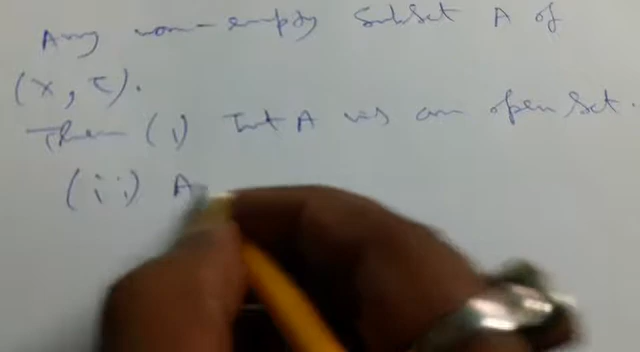 Any non-empty subset A of
(X, τ).
Then (i) Int A is an open set.
(ii) A